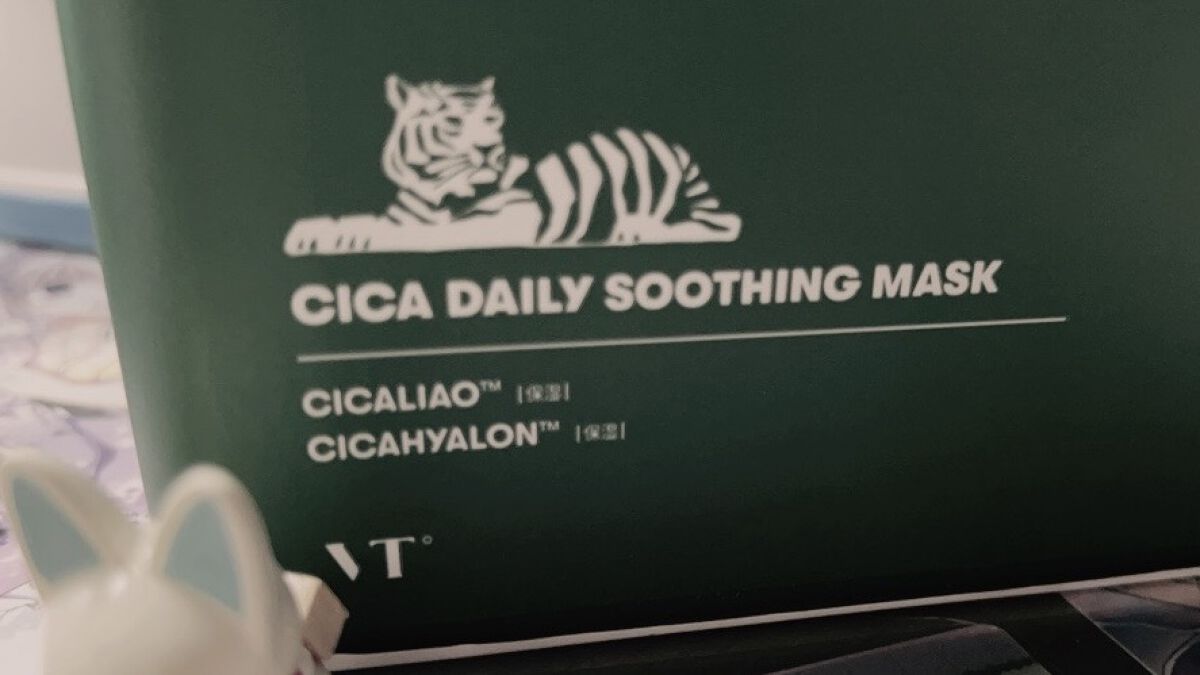 CICA DAILY SOOTHING MASK
CICALIAO™ |保湿|
CICAHYALON™ |保湿|
VT°